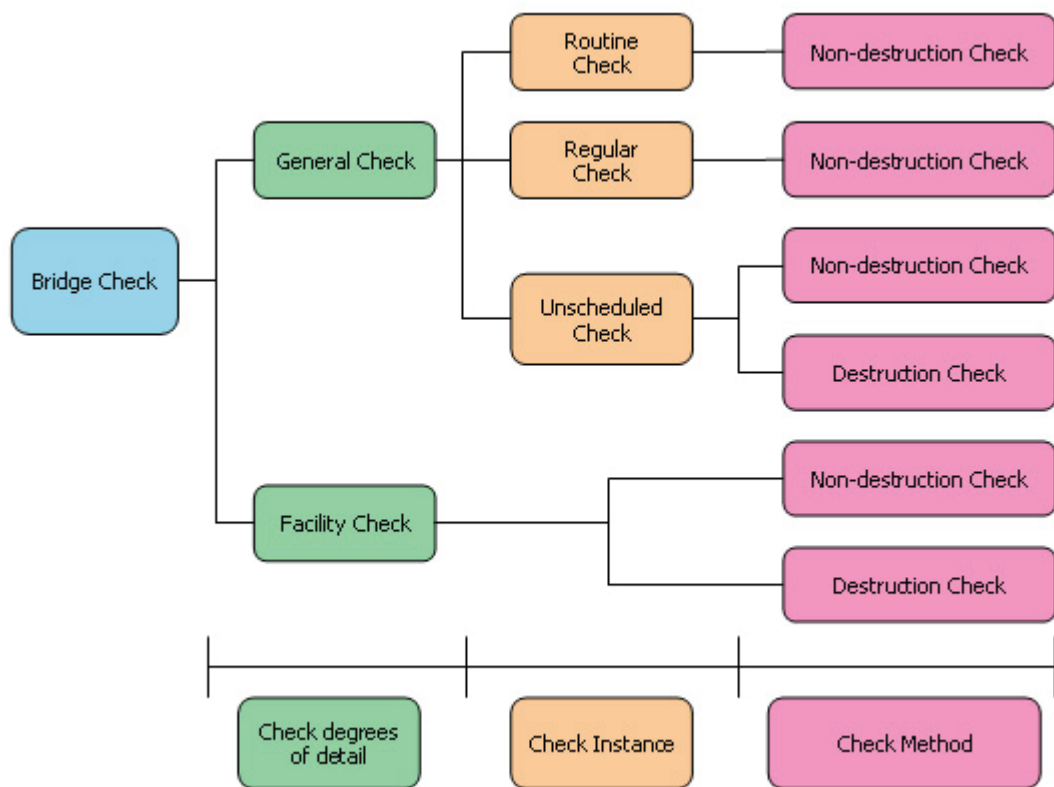 Routine
Check
Non-destruction Check
General Check
Regular
Check
Non-destruction Check
Bridge Check
Unscheduled
Check
Non-destruction Check
Destruction Check
Facility Check
Non-destruction Check
Destruction Check
Check degrees
of detail
Check Instance
Check Method